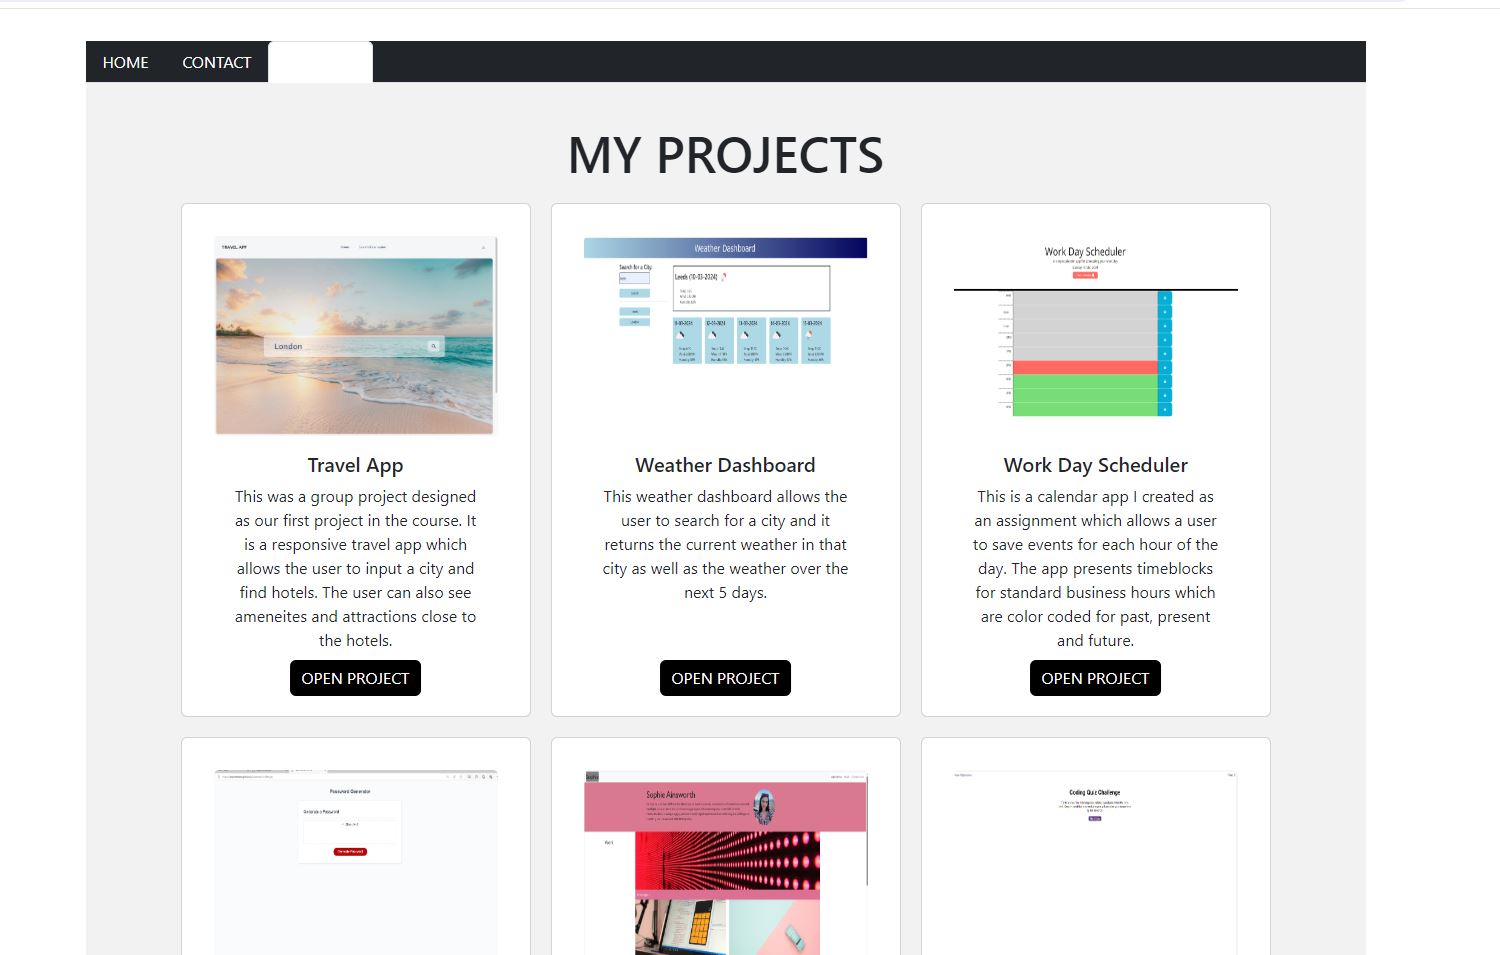 HOME CONTACT
MY PROJECTS
TRAVEL APP
London
Weather Dashboard
Search for a City:
Leeds (10-03-2024)
Work Day Scheduler
Travel App
This was a group project designed
as our first project in the course. It
is a responsive travel app which
allows the user to input a city and
find hotels. The user can also see
ameneites and attractions close to
the hotels.
OPEN PROJECT
Weather Dashboard
This weather dashboard allows the
user to search for a city and it
returns the current weather in that
city as well as the weather over the
next 5 days.
OPEN PROJECT
Work Day Scheduler
This is a calendar app I created as
an assignment which allows a user
to save events for each hour of the
day. The app presents timeblocks
for standard business hours which
are color coded for past, present
and future.
OPEN PROJECT
Password Generator
Generate a Password
Generate Password
Sophie Ainsworth
Work
Coding Quiz Challenge